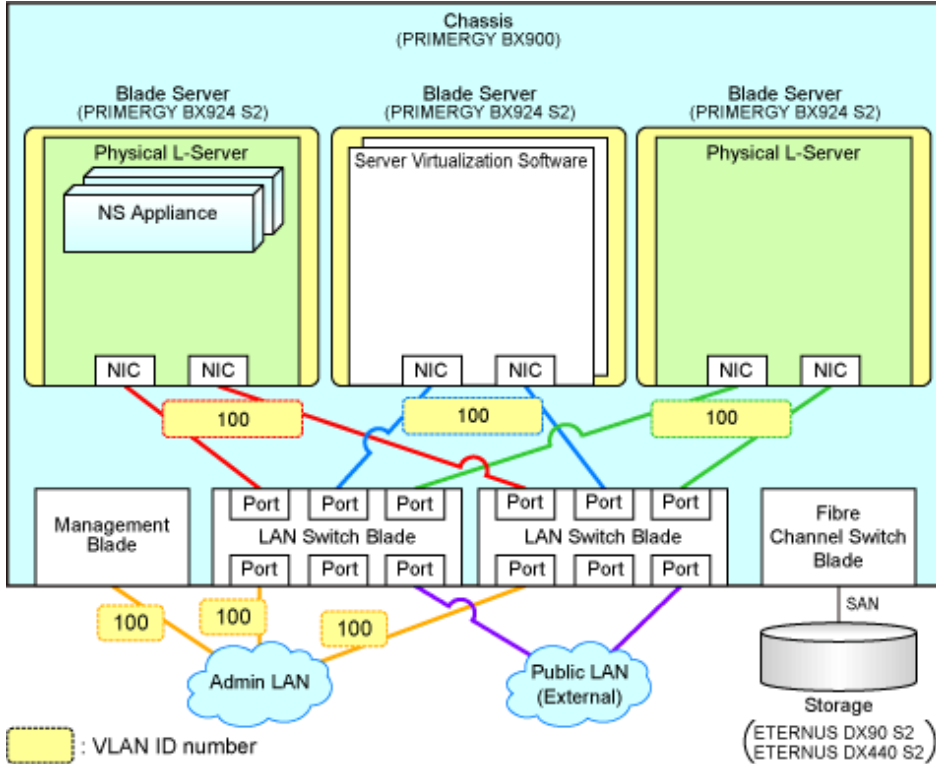 Chassis
(PRIMERGY BX900)
Blade Server
(PRIMERGY BX924 S2)
Blade Server
(PRIMERGY BX924 S2)
Blade Server
(PRIMERGY BX924 S2)
Physical L-Server
NS Appliance
Server Virtualization Software
Physical L-Server
NIC
NIC
NIC
NIC
NIC
NIC
100
100
100
Management
Blade
Port
Port
Port
LAN Switch Blade
Port
Port
Port
Port
Port
Port
LAN Switch Blade
Port
Port
Port
Fibre
Channel Switch
Blade
100
100
100
SAN
Admin LAN
Public LAN
(External)
Storage
(ETERNUS DX90 S2
ETERNUS DX440 S2)
: VLAN ID number